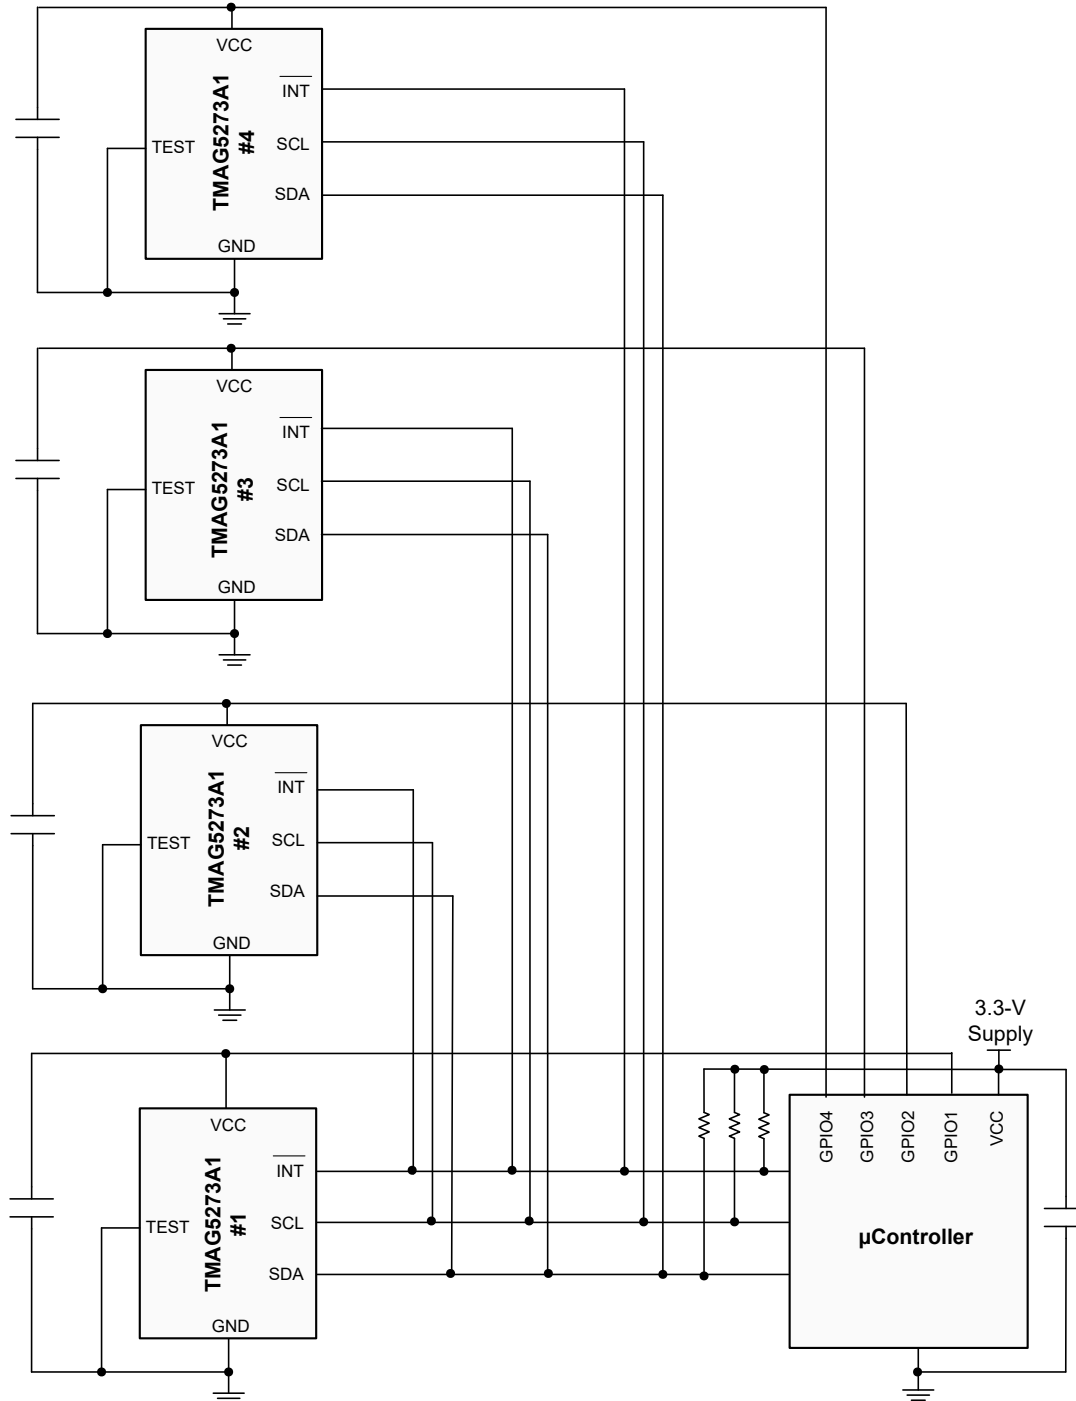 VCC
INT
TMAG5273A1
#4
TEST
SCL
SDA
GND
VCC
INT
TMAG5273A1
#3
TEST
SCL
SDA
GND
VCC
INT
TMAG5273A1
#2
TEST
SCL
SDA
GND
3.3-V
Supply
VCC
INT
TMAG5273A1
#1
TEST
SCL
SDA
GND
GPIO4
GPIO3
GPIO2
GPIO1
VCC
µController